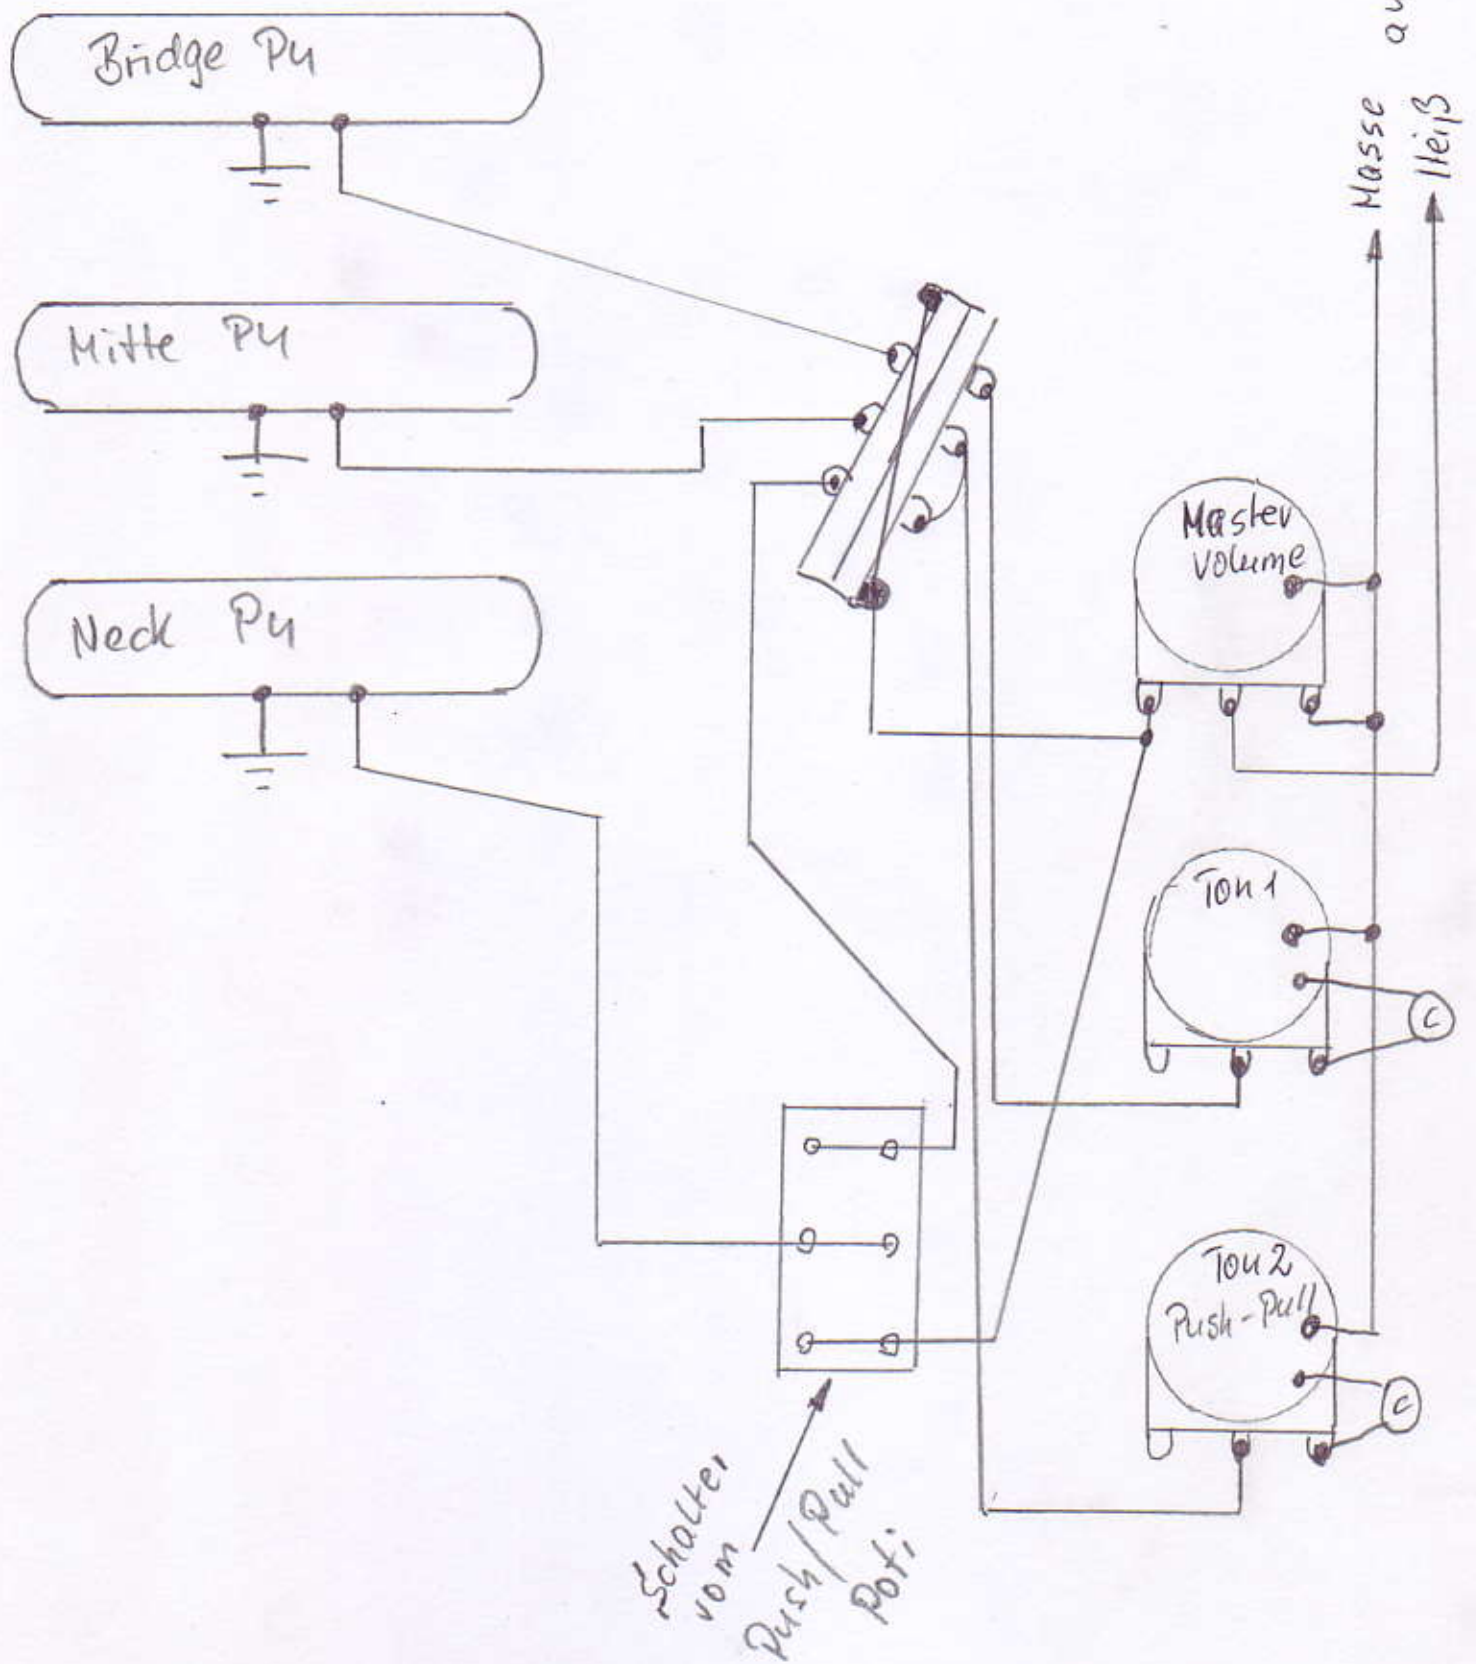 Bridge PU
Mitte PU
Neck PU
Masse
Heiß
Master
Volume
Ton 1
C
Ton 2
Push-Pull
C
Schalter
vom
Push/Pull
Poti